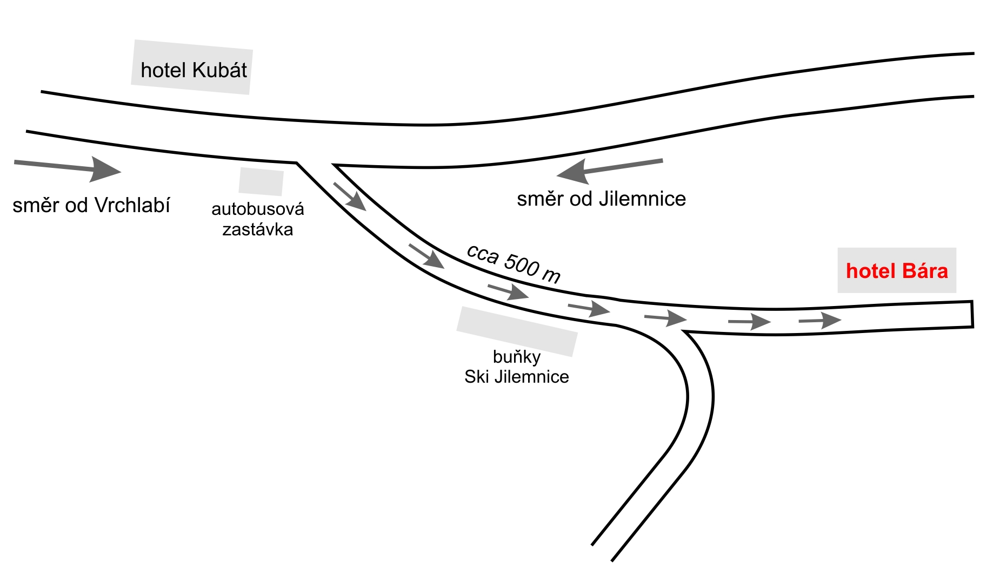 hotel Kubát
směr od Vrchlabí
autobusová
zastávka
směr od Jilemnice
cca 500 m
hotel Bára
buňky
Ski Jilemnice